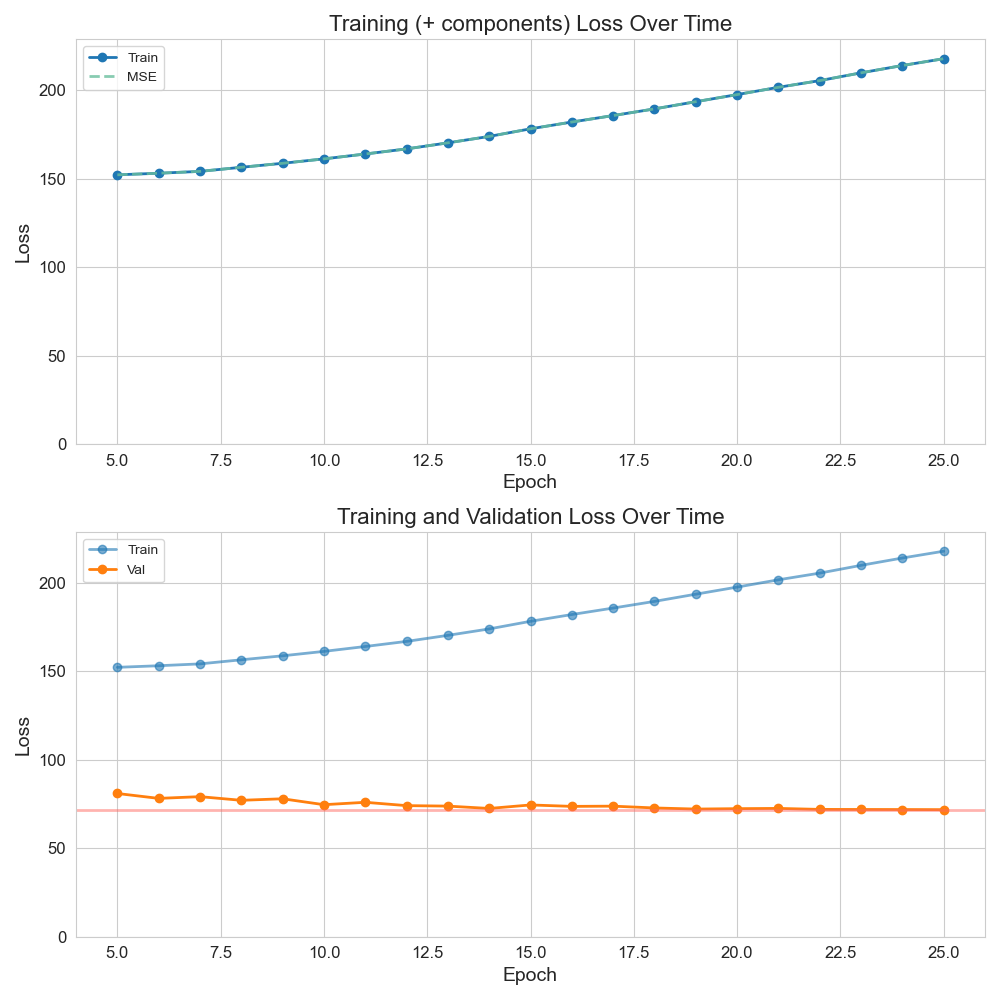 Training (+ components) Loss Over Time
Train
MSE
Loss
200
150
100
50
0
5.0 7.5 10.0 12.5 15.0 17.5 20.0 22.5 25.0
Epoch
Training and Validation Loss Over Time
Train
Val
Loss
200
150
100
50
0
5.0 7.5 10.0 12.5 15.0 17.5 20.0 22.5 25.0
Epoch